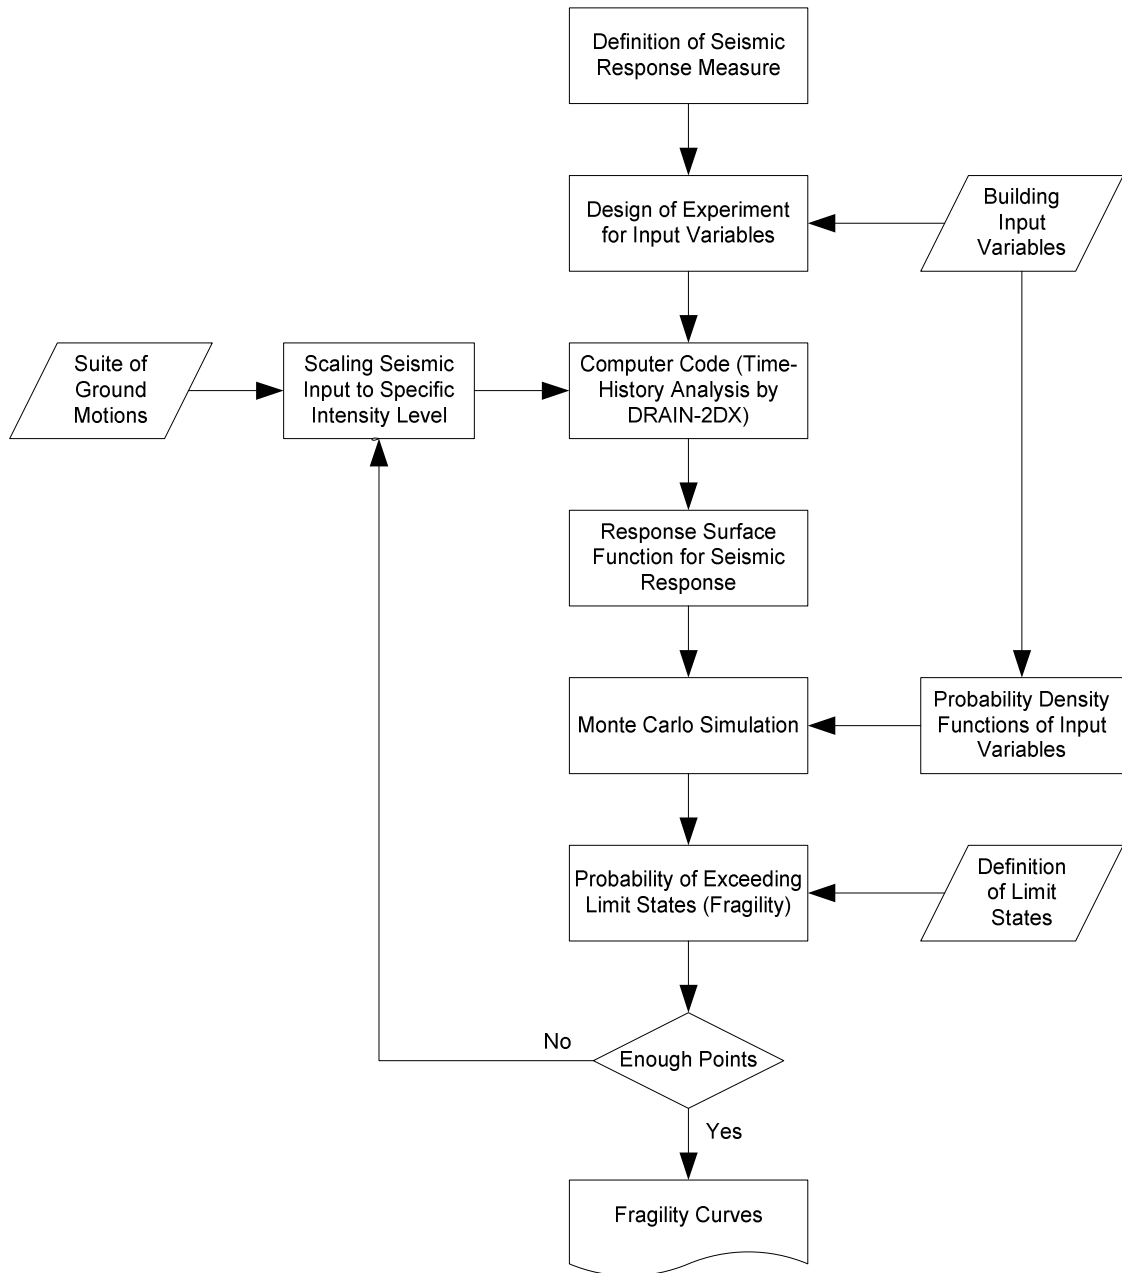 Definition of Seismic
Response Measure
Design of Experiment
for Input Variables
Building
Input
Variables
Suite of
Ground
Motions
Scaling Seismic
Input to Specific
Intensity Level
Computer Code (Time-
History Analysis by
DRAIN-2DX)
Response Surface
Function for Seismic
Response
Monte Carlo Simulation
Probability Density
Functions of Input
Variables
Probability of Exceeding
Limit States (Fragility)
Definition
of Limit
States
No
Enough Points
Yes
Fragility Curves